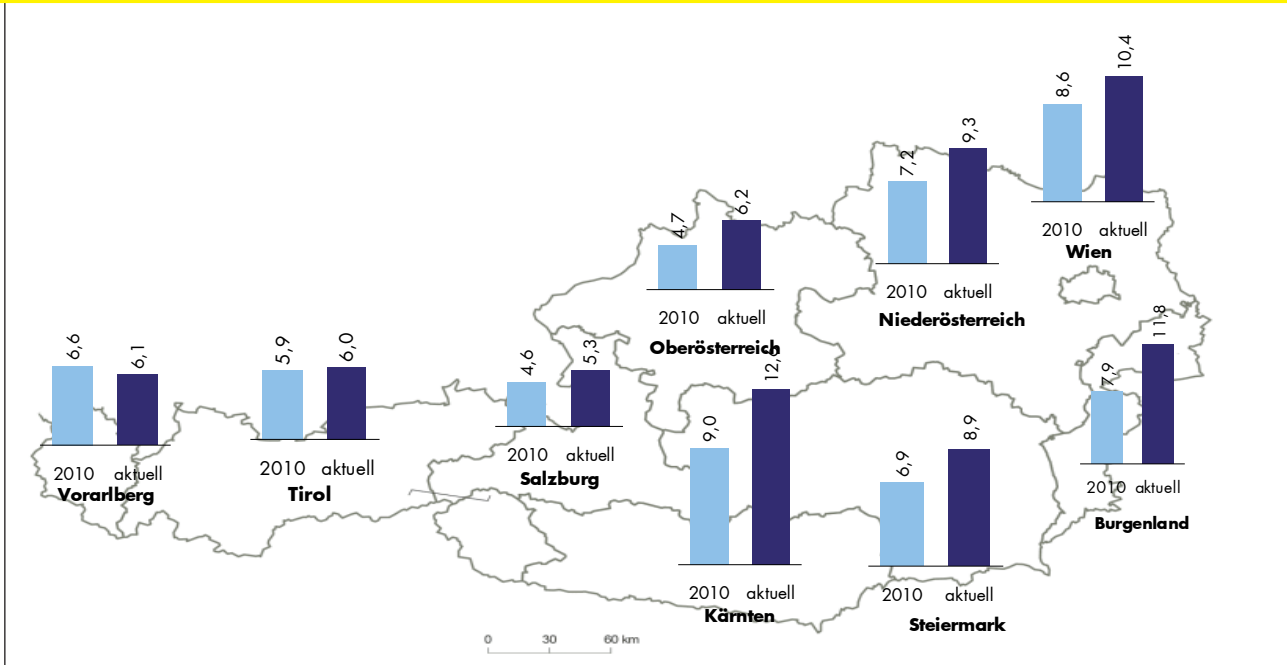 10,4
8,6
2010 aktuell
Wien
9,3
7,2
2010 aktuell
Niederösterreich
6,2
4,7
2010 aktuell
Oberösterreich
11,8
7,9
2010 aktuell
Burgenland
6,6
6,1
2010 aktuell
Vorarlberg
5,9
6,0
2010 aktuell
Tirol
4,6
5,3
2010 aktuell
Salzburg
9,0
2010 aktuell
Kärnten
6,9
8,9
2010 aktuell
Steiermark
0 30 60 km